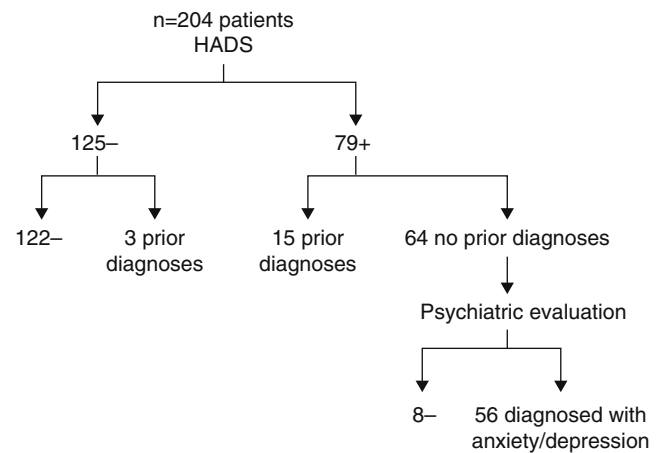 n=204 patients
HADS
125–
79+
122–
3 prior
diagnoses
15 prior
diagnoses
64 no prior diagnoses
Psychiatric evaluation
8–
56 diagnosed with
anxiety/depression